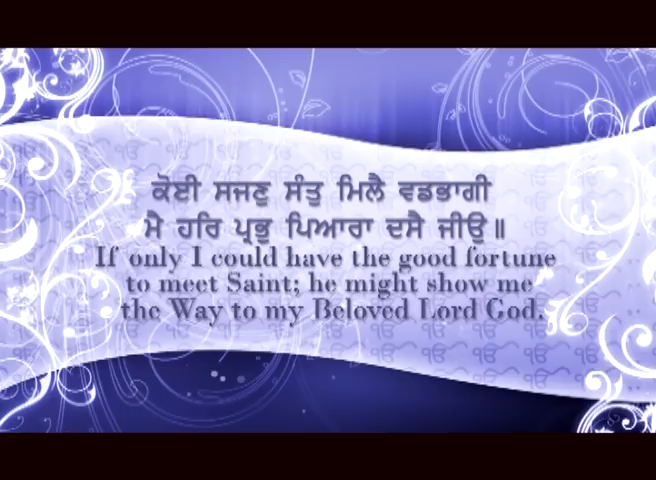 ਕੋਈ ਸਜਣੁ ਸੰਤੁ ਮਿਲੈ ਵਡਭਾਗੀ
ਮੈ ਹਰਿ ਪ੍ਰਭੁ ਪਿਆਰਾ ਦਸੈ ਜੀਉ ॥
If only I could have the good fortune
to meet Saint; he might show me
the Way to my Beloved Lord God.